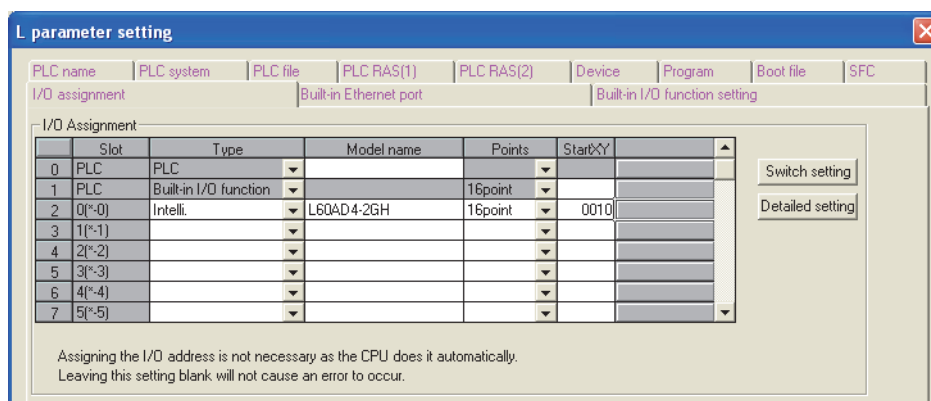 L parameter setting
PLC name PLC system PLC file PLC RAS(1) PLC RAS(2) Device Program Boot file SFC
I/O assignment Built-in Ethernet port Built-in I/O function setting
I/O Assignment
Slot Type Model name Points StartXY
0 PLC PLC
1 PLC Built-in I/O function 16point
2 0(*-0) Intelli. L60AD4-2GH 16point 0010
3 1(*-1)
4 2(*-2)
5 3(*-3)
6 4(*-4)
7 5(*-5)
Switch setting
Detailed setting
Assigning the I/O address is not necessary as the CPU does it automatically.
Leaving this setting blank will not cause an error to occur.